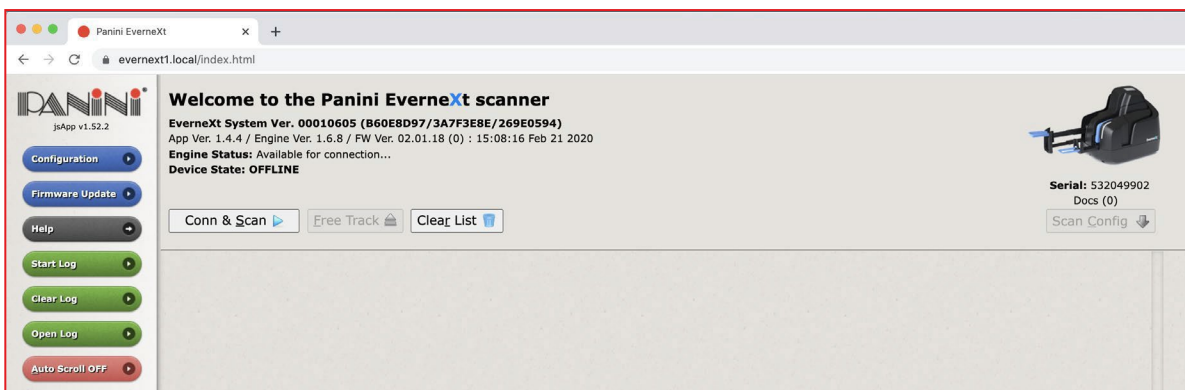 Panini EverneXt
evernext1.local/index.html
PANINI
jsApp v1.52.2
Configuration
Firmware Update
Help
Start Log
Clear Log
Open Log
Auto Scroll OFF
Welcome to the Panini EverneXt scanner
EverneXt System Ver. 00010605 (B60E8D97/3A7F3E8E/269E0594)
App Ver. 1.4.4 / Engine Ver. 1.6.8 / FW Ver. 02.01.18 (0) : 15:08:16 Feb 21 2020
Engine Status: Available for connection...
Device State: OFFLINE
Conn & Scan
Free Track
Clear List
Serial: 532049902
Docs (0)
Scan Config